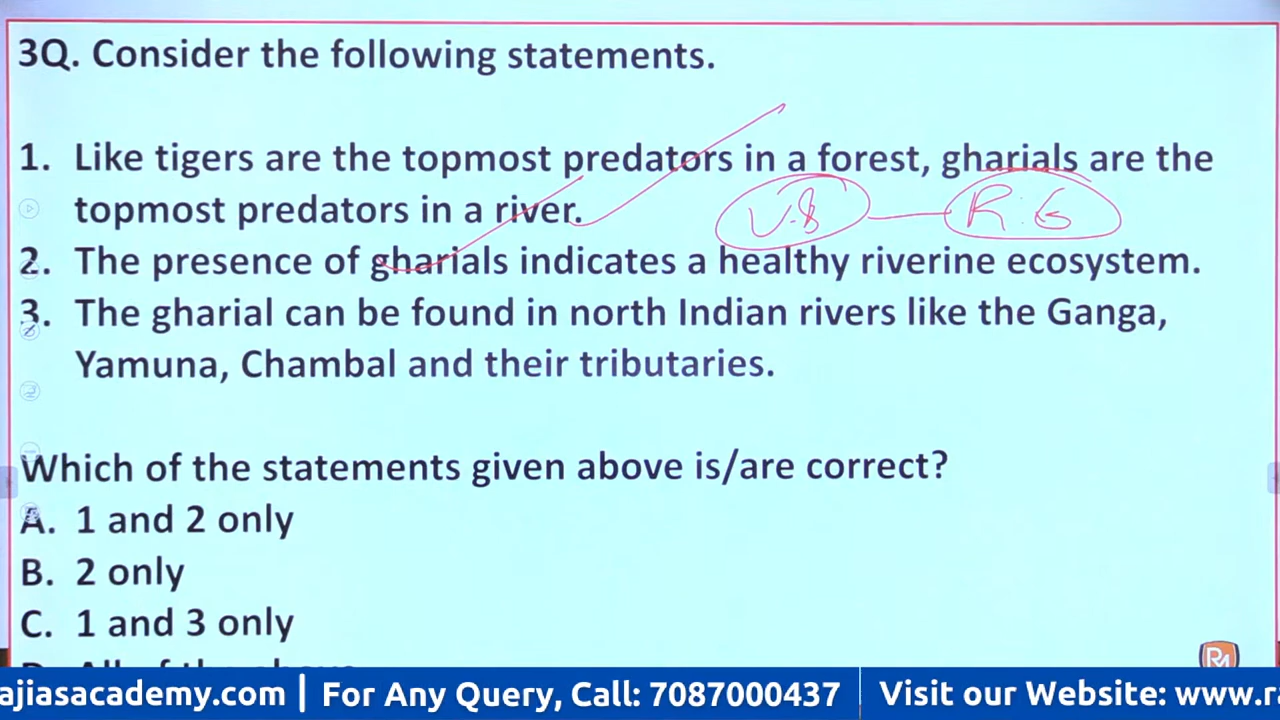 3Q. Consider the following statements.
1. Like tigers are the topmost predators in a forest, gharials are the
topmost predators in a river.
V.S R.G
2. The presence of gharials indicates a healthy riverine ecosystem.
3. The gharial can be found in north Indian rivers like the Ganga,
Yamuna, Chambal and their tributaries.
Which of the statements given above is/are correct?
A. 1 and 2 only
B. 2 only
C. 1 and 3 only
D. All of the above
ajiasacademy.com | For Any Query, Call: 7087000437 Visit our Website: www.r